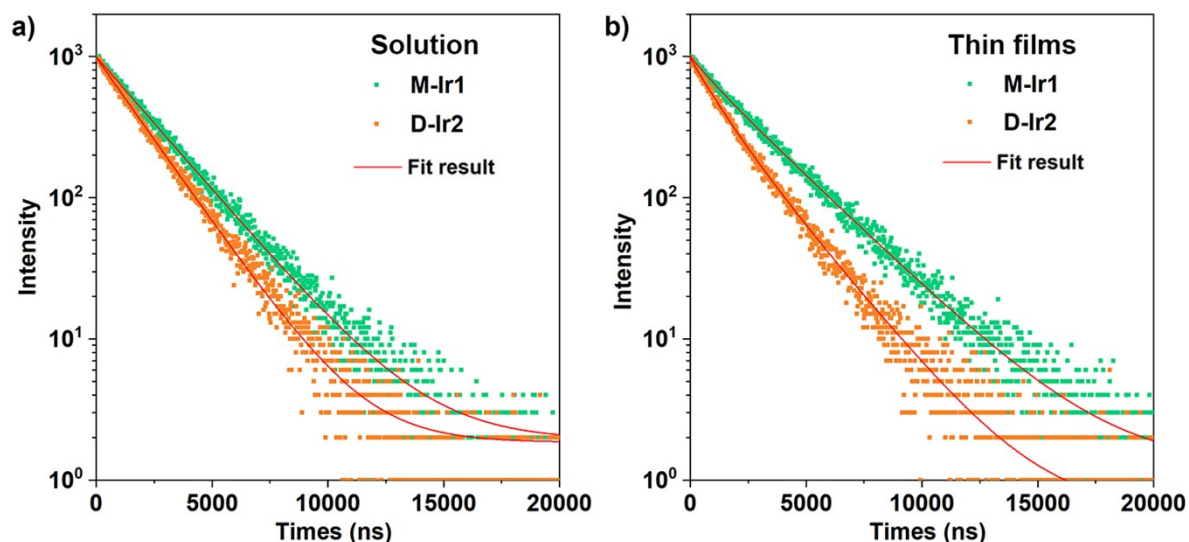 a)
Solution
M-Ir1
D-Ir2
Fit result
Intensity
10³
10²
10¹
10⁰
0
5000
10000
15000
20000
Times (ns)
b)
Thin films
M-Ir1
D-Ir2
Fit result
Intensity
10³
10²
10¹
10⁰
0
5000
10000
15000
20000
Times (ns)